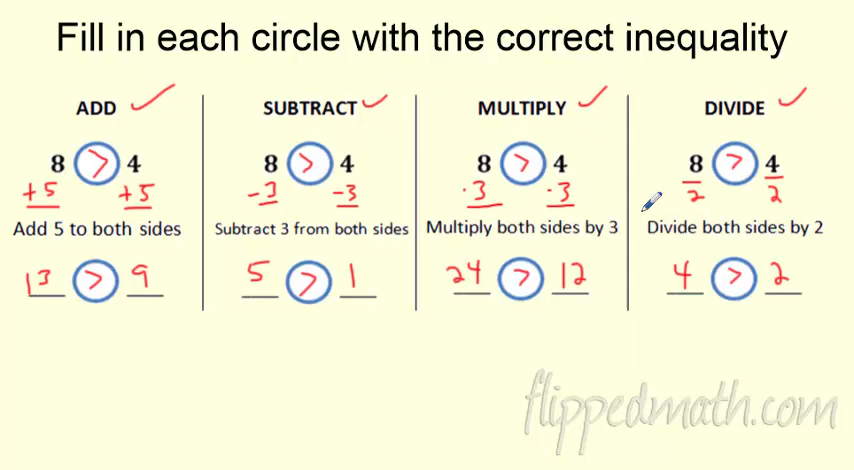 Fill in each circle with the correct inequality
ADD ✓
8 > 4
+5 +5
Add 5 to both sides
13 > 9
SUBTRACT ✓
8 > 4
-3 -3
Subtract 3 from both sides
5 > 1
MULTIPLY ✓
8 > 4
·3 ·3
Multiply both sides by 3
24 > 12
DIVIDE ✓
8 > 4
2 2
Divide both sides by 2
4 > 2
flippedmath.com